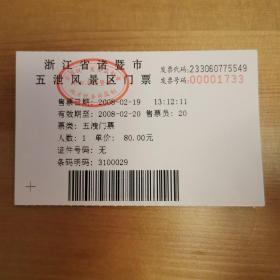 浙江省诸暨市
五泄风景区门票
发票代码:233060775549
发票号码:00001733
售票日期:2008-02-19 13:12:11
有效期至:2008-02-20 售票员:20
票类:五泄门票
人数:1 单价: 80.00元
证件号码:无
条码明码:3100029